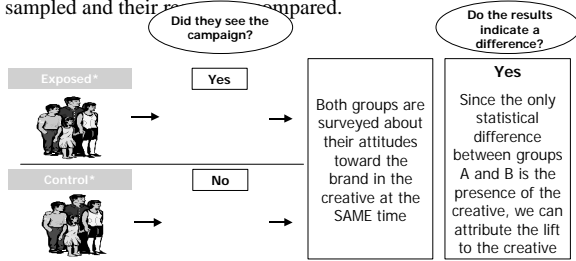 sampled and their compared.
Did they see the
campaign?
Do the results
indicate a
difference?
Exposed*
Yes
Control*
No
Both groups are
surveyed about
their attitudes
toward the
brand in the
creative at the
SAME time
Yes
Since the only
statistical
difference
between groups
A and B is the
presence of the
creative, we can
attribute the lift
to the creative